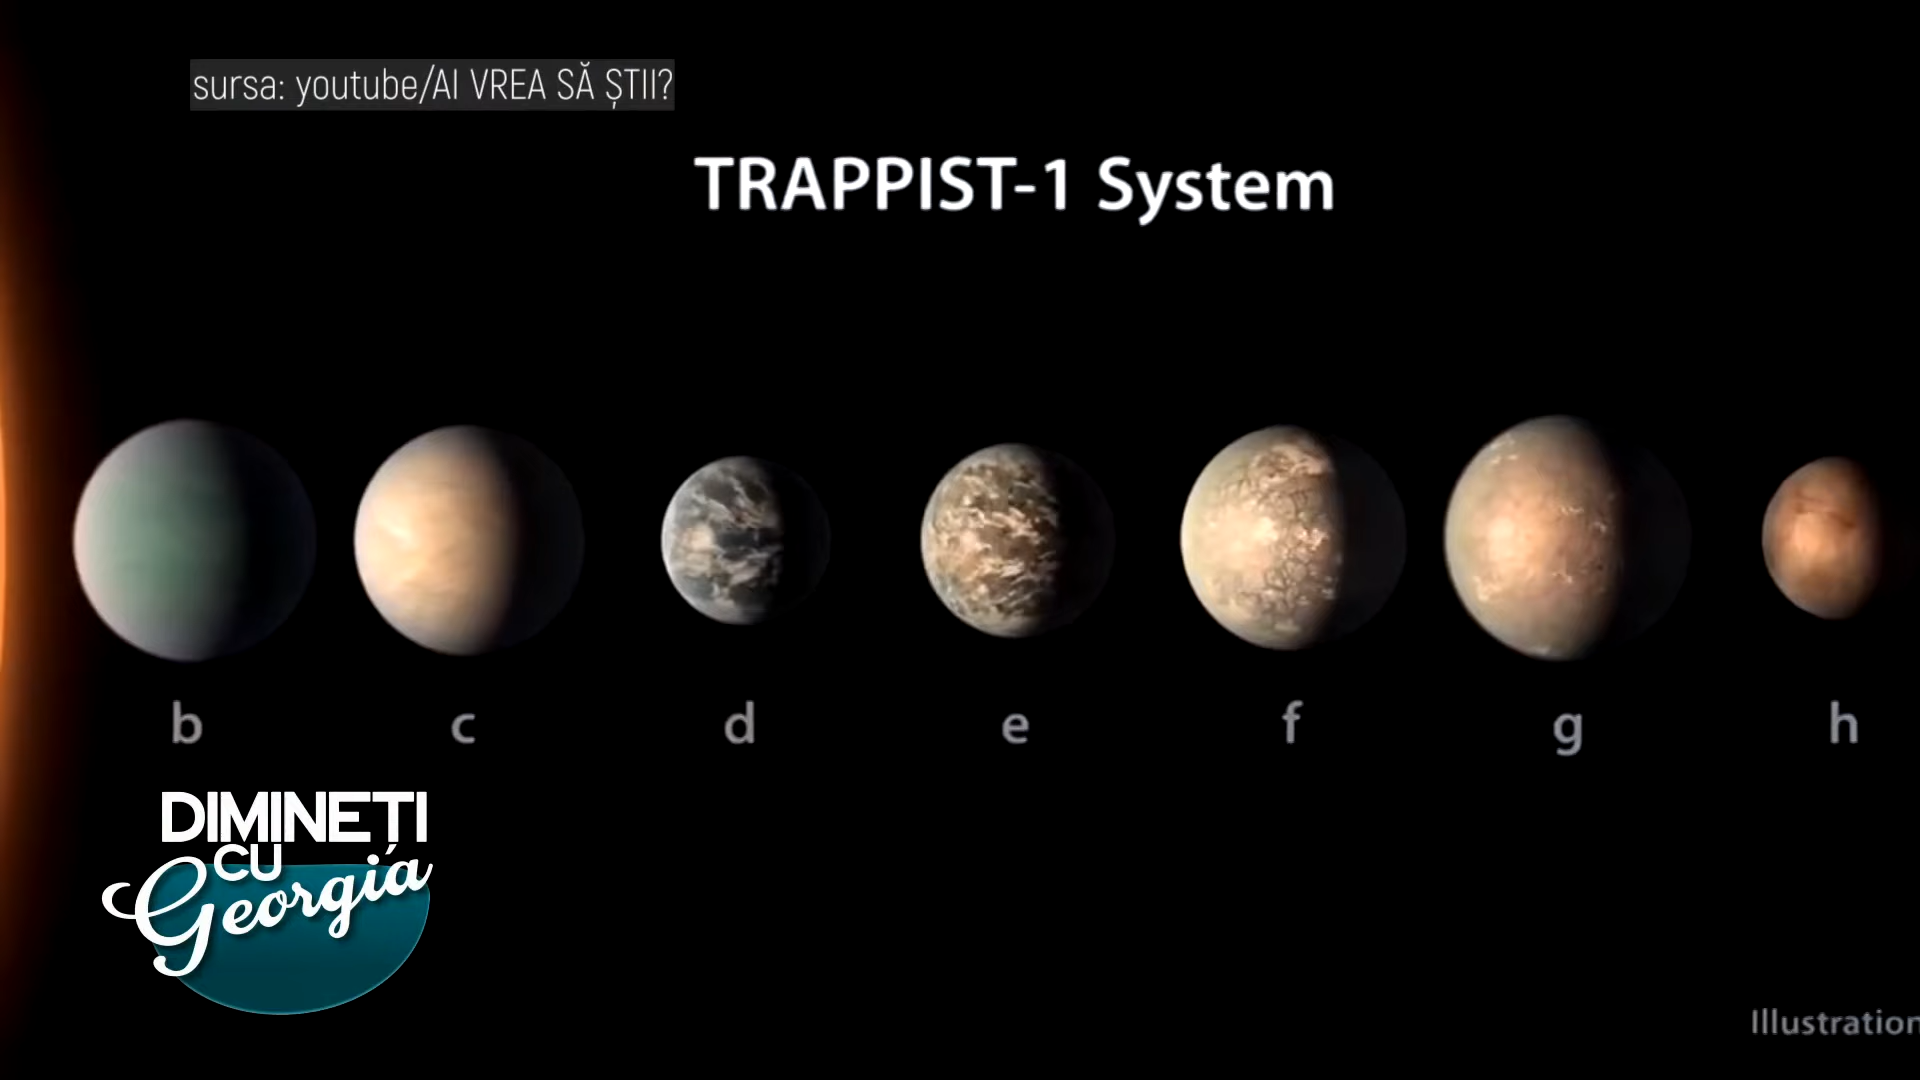 sursa: youtube/AI VREA SĂ ȘTII?
TRAPPIST-1 System
b c d e f g h
DIMINEȚI
CU
Georgia
Illustration